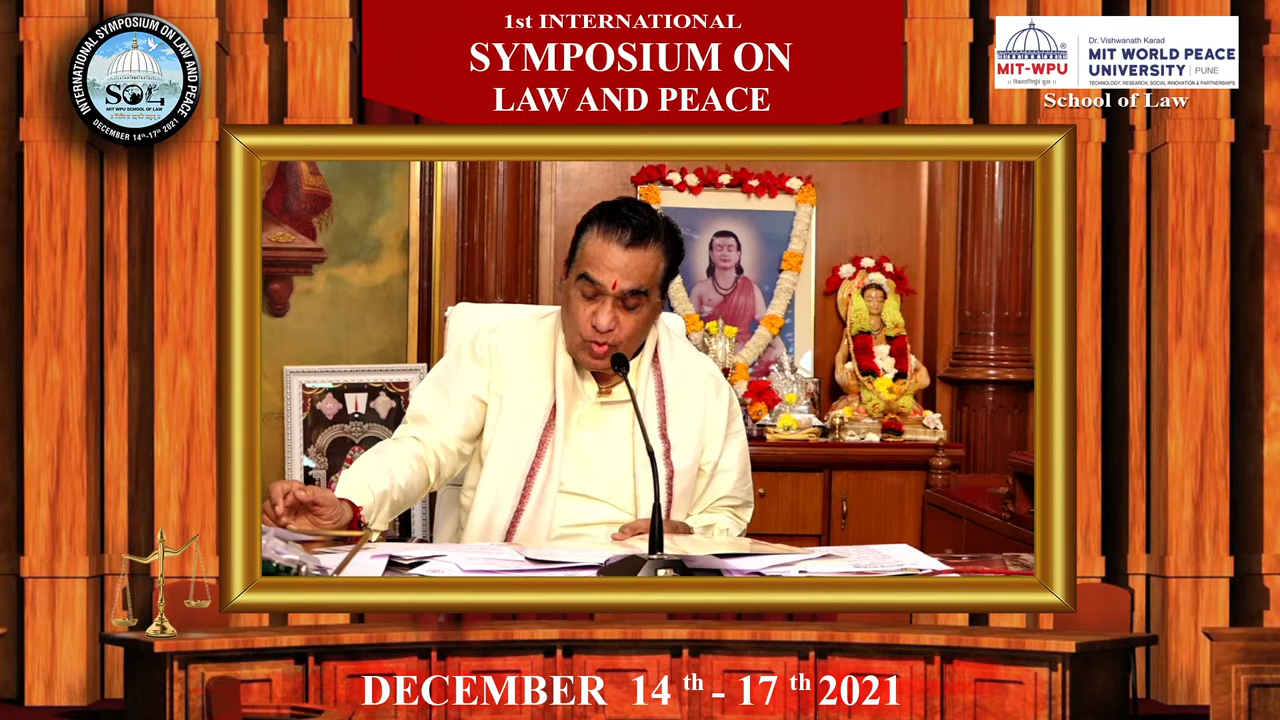 1st INTERNATIONAL
SYMPOSIUM ON
LAW AND PEACE
INTERNATIONAL SYMPOSIUM ON LAW AND PEACE
MIT WPU SCHOOL OF LAW
DECEMBER 14th-17th 2021
MIT-WPU
®
Dr. Vishwanath Karad
MIT WORLD PEACE
UNIVERSITY | PUNE
TECHNOLOGY, RESEARCH, SOCIAL INNOVATION & PARTNERSHIPS
School of Law
DECEMBER 14 th - 17 th 2021